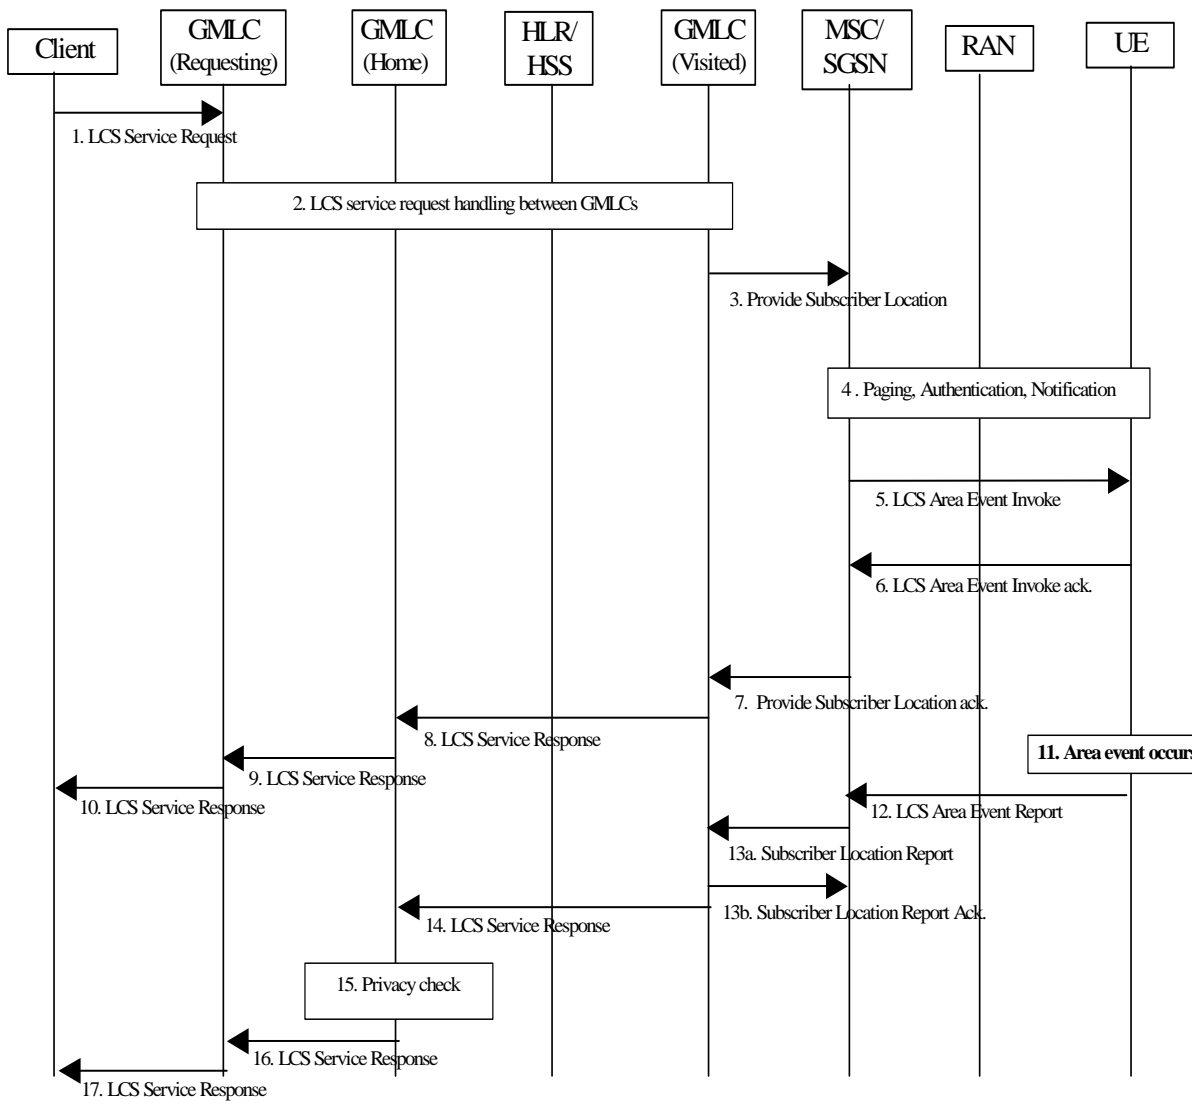 Client
GMLC
(Requesting)
GMLC
(Home)
HLR/
HSS
GMLC
(Visited)
MSC/
SGSN
RAN
UE
1. LCS Service Request
2. LCS service request handling between GMLCs
3. Provide Subscriber Location
4 . Paging, Authentication, Notification
5. LCS Area Event Invoke
6. LCS Area Event Invoke ack.
7. Provide Subscriber Location ack.
8. LCS Service Response
9. LCS Service Response
10. LCS Service Response
11. Area event occurs
12. LCS Area Event Report
13a. Subscriber Location Report
13b. Subscriber Location Report Ack.
14. LCS Service Response
15. Privacy check
16. LCS Service Response
17. LCS Service Response